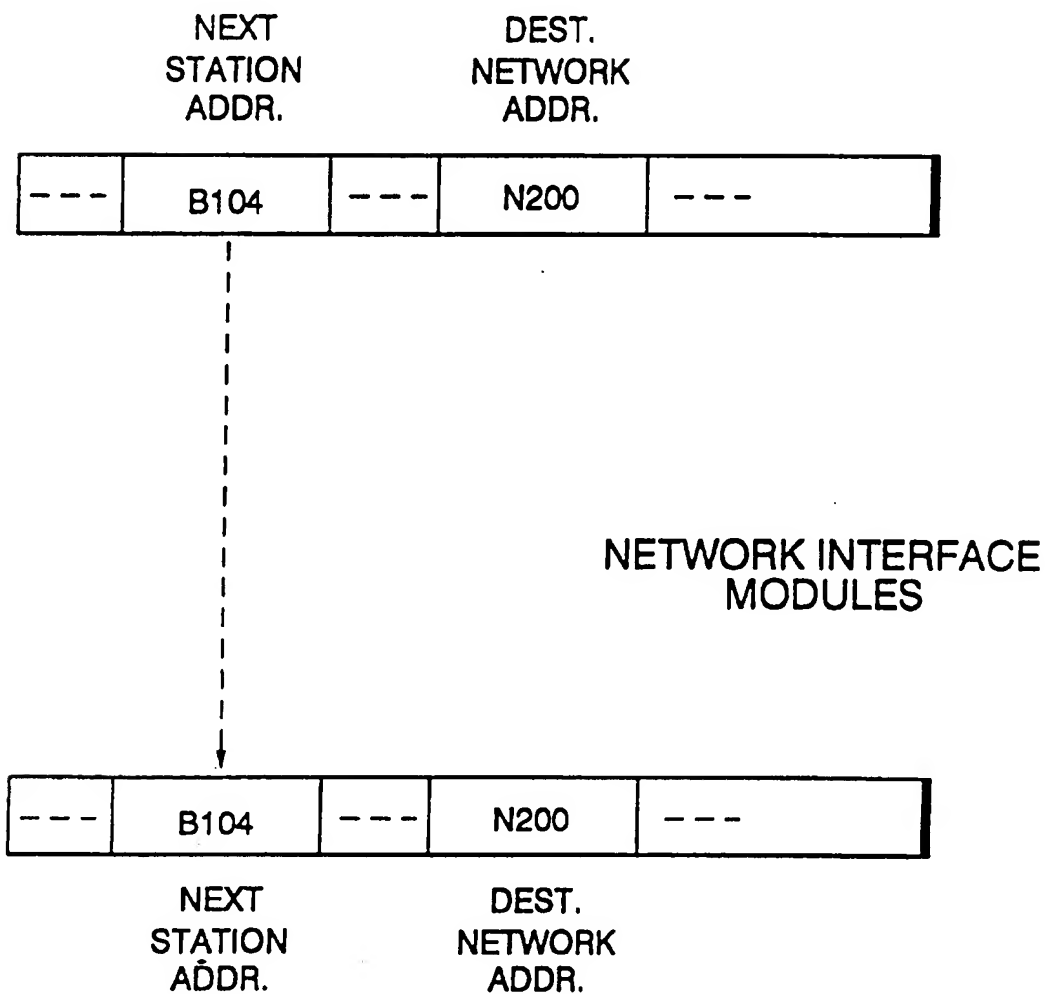 NEXT
STATION
ADDR.
DEST.
NETWORK
ADDR.
--- B104 --- N200 ---
NETWORK INTERFACE
MODULES
--- B104 --- N200 ---
NEXT
STATION
ADDR.
DEST.
NETWORK
ADDR.